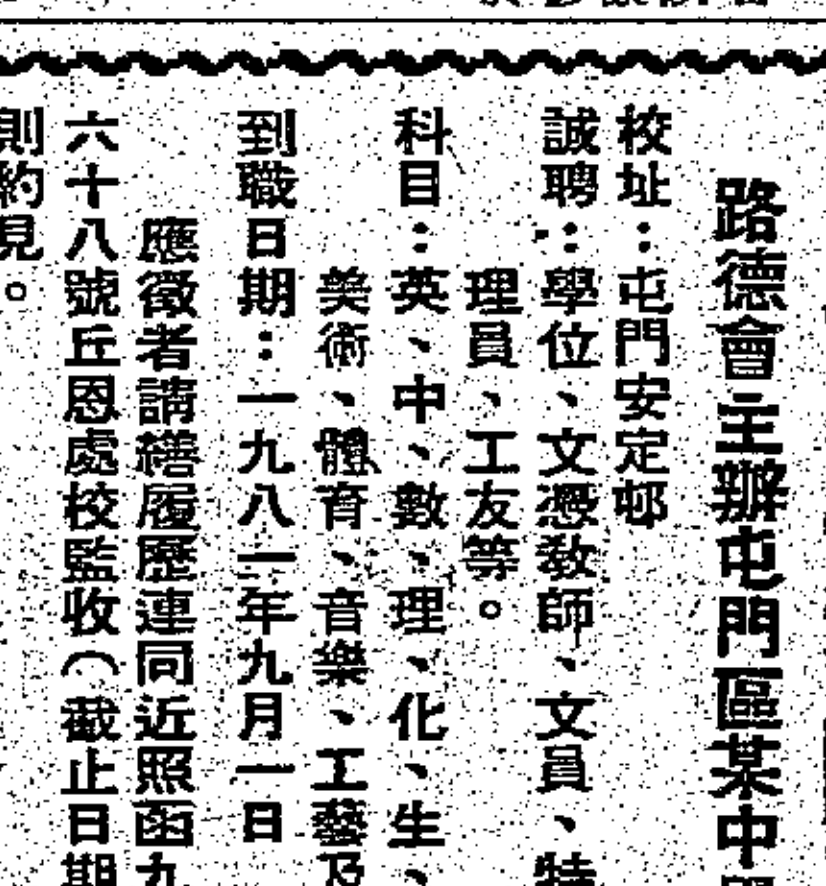 路德會主辦屯門區某中
校址：屯門安定邨
誠聘：學位、文憑教師、文員、特
理員、工友等。
科目：英、中、數、理、化、生、
美術、體育、音樂、工藝及
到職日期：一九八一年九月一日
應徵者請繕履歷連同近照函九
六十八號丘恩處校監收（截止日期
則約見。